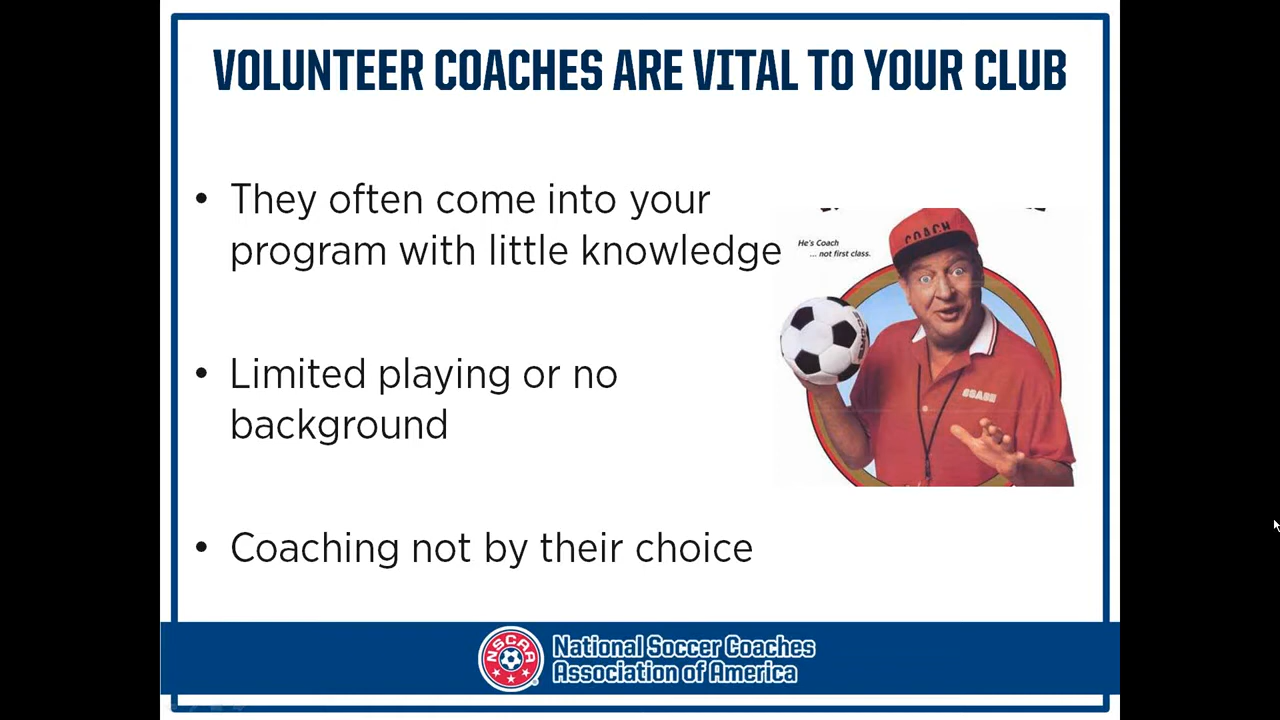 VOLUNTEER COACHES ARE VITAL TO YOUR CLUB
• They often come into your
program with little knowledge
He's Coach
... not first class.
COACH
COACH
• Limited playing or no
background
• Coaching not by their choice
NSCAA
National Soccer Coaches
Association of America